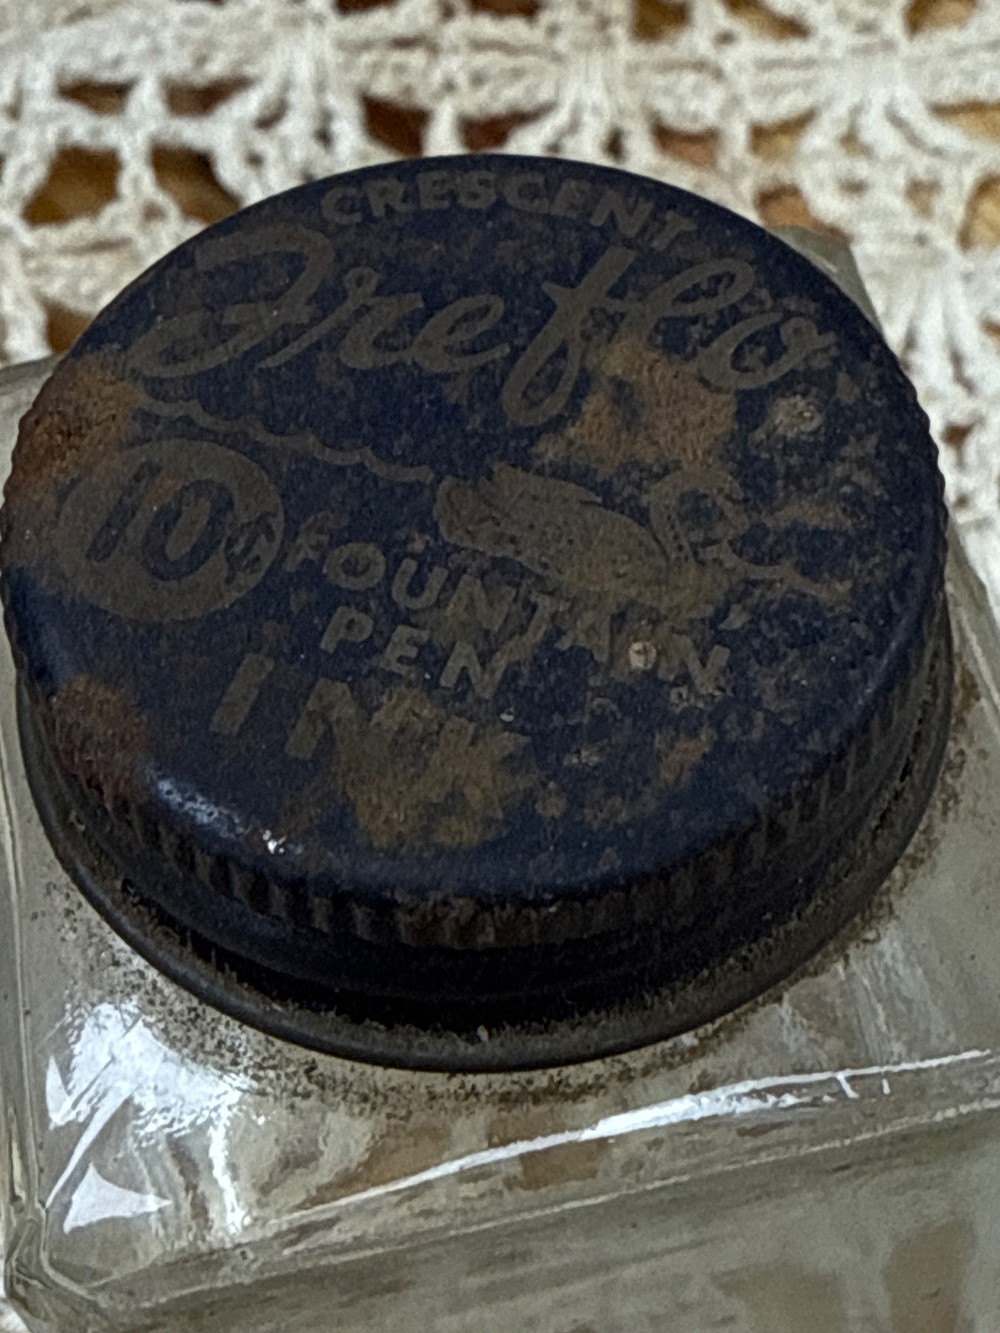 CRESCENT
Freflo
10¢ FOUNTAIN
PEN
INK